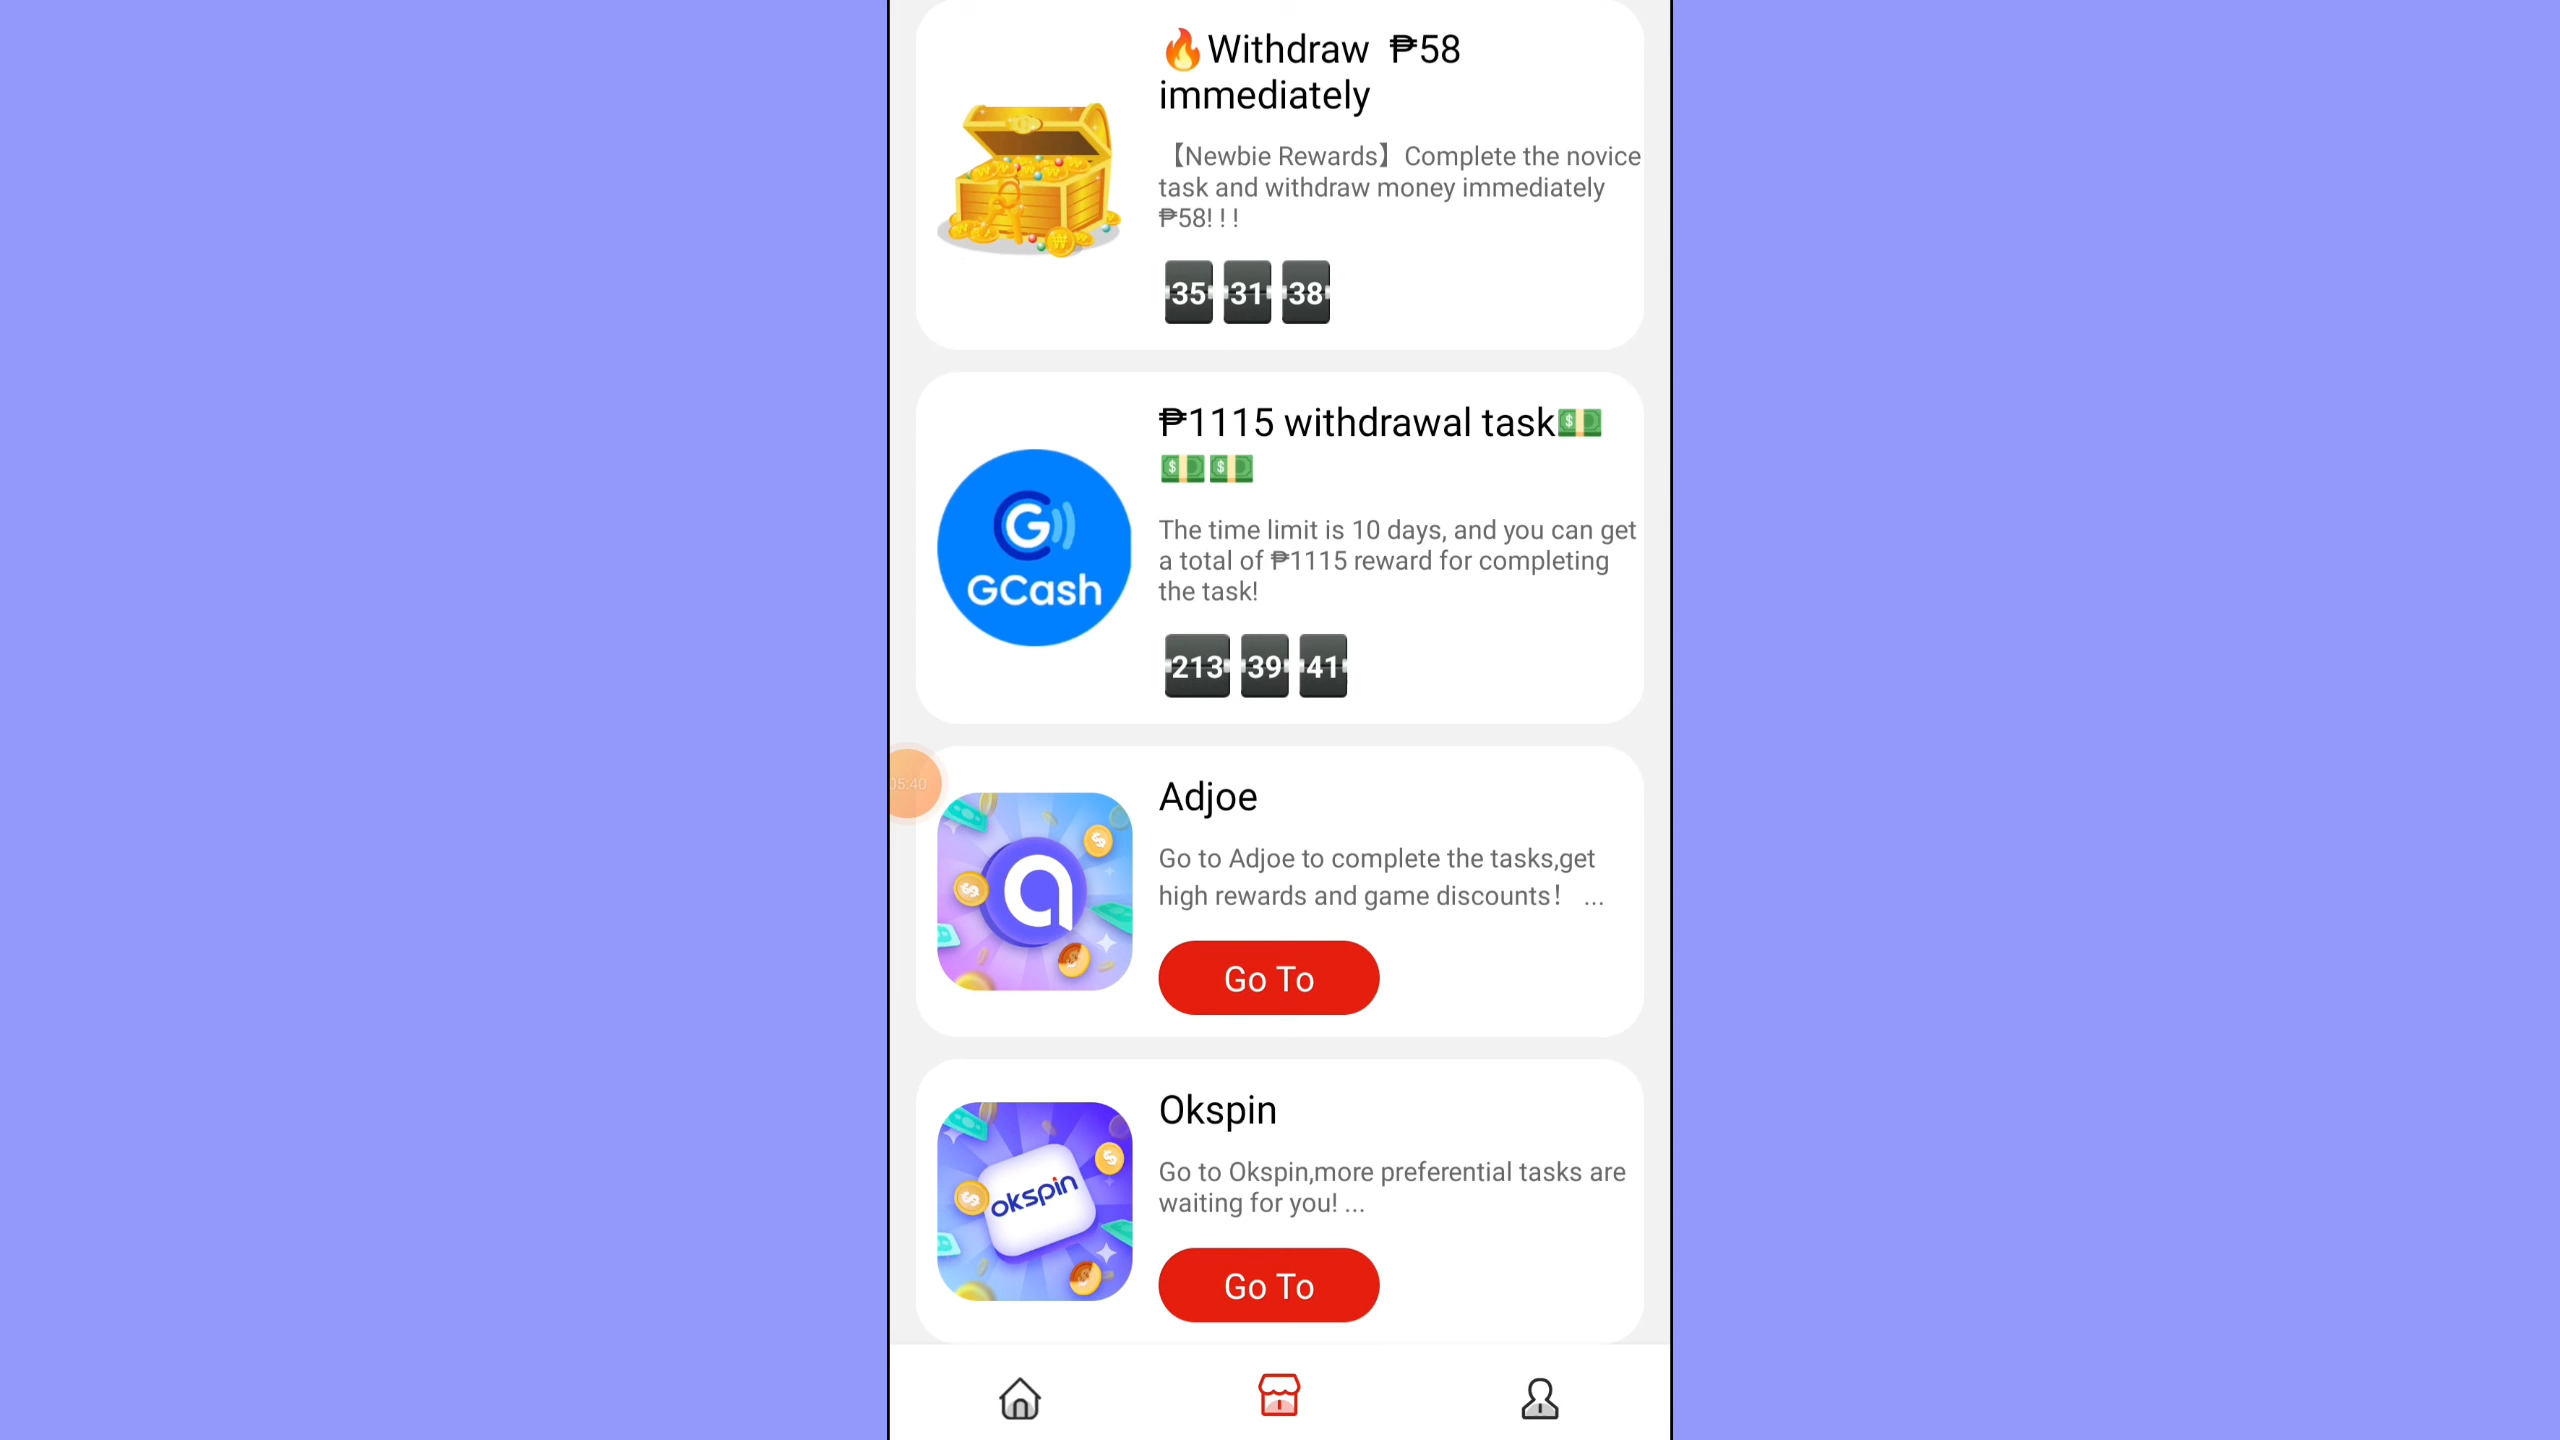 🔥Withdraw ₱58
immediately
【Newbie Rewards】Complete the novice
task and withdraw money immediately
₱58! ! !
35 31 38
₱1115 withdrawal task💵
💵💵
GCash
The time limit is 10 days, and you can get
a total of ₱1115 reward for completing
the task!
213 39 41
05:40
Adjoe
Go to Adjoe to complete the tasks,get
high rewards and game discounts！ ...
Go To
Okspin
okspin
Go to Okspin,more preferential tasks are
waiting for you! ...
Go To